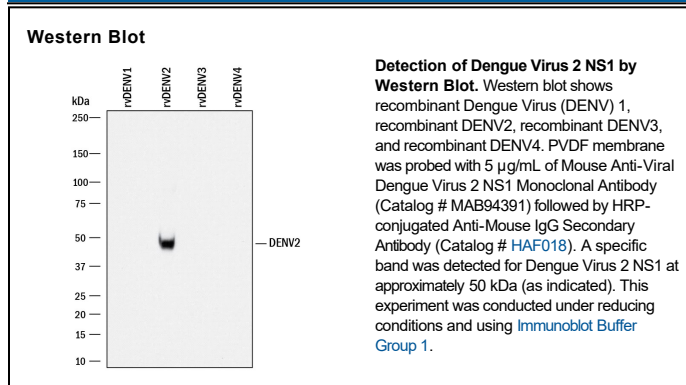 Western Blot
rvDENV1
rvDENV2
rvDENV3
rvDENV4
kDa
250
150
100
75
50
37
25
20
15
10
DENV2
Detection of Dengue Virus 2 NS1 by
Western Blot. Western blot shows
recombinant Dengue Virus (DENV) 1,
recombinant DENV2, recombinant DENV3,
and recombinant DENV4. PVDF membrane
was probed with 5 µg/mL of Mouse Anti-Viral
Dengue Virus 2 NS1 Monoclonal Antibody
(Catalog # MAB94391) followed by HRP-
conjugated Anti-Mouse IgG Secondary
Antibody (Catalog # HAF018). A specific
band was detected for Dengue Virus 2 NS1 at
approximately 50 kDa (as indicated). This
experiment was conducted under reducing
conditions and using Immunoblot Buffer
Group 1.